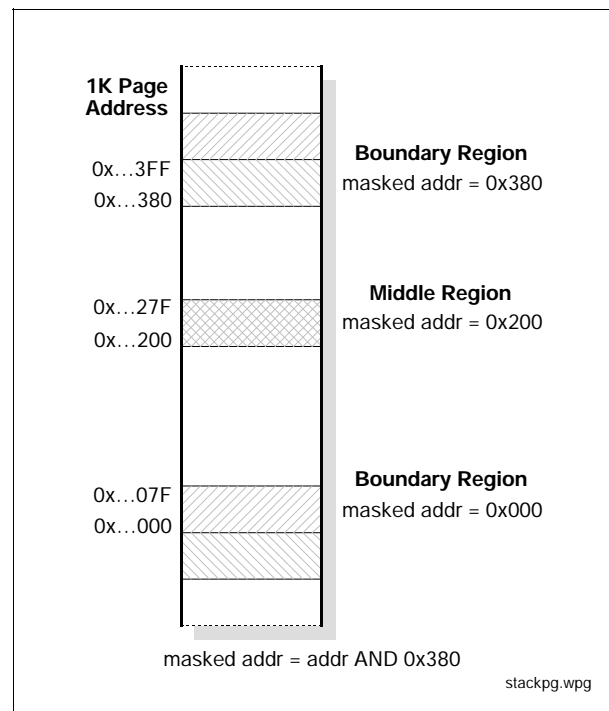 1K Page
Address
0x…3FF
0x…380
Boundary Region
masked addr = 0x380
0x…27F
0x…200
Middle Region
masked addr = 0x200
0x…07F
0x…000
Boundary Region
masked addr = 0x000
masked addr = addr AND 0x380
stackpg.wpg